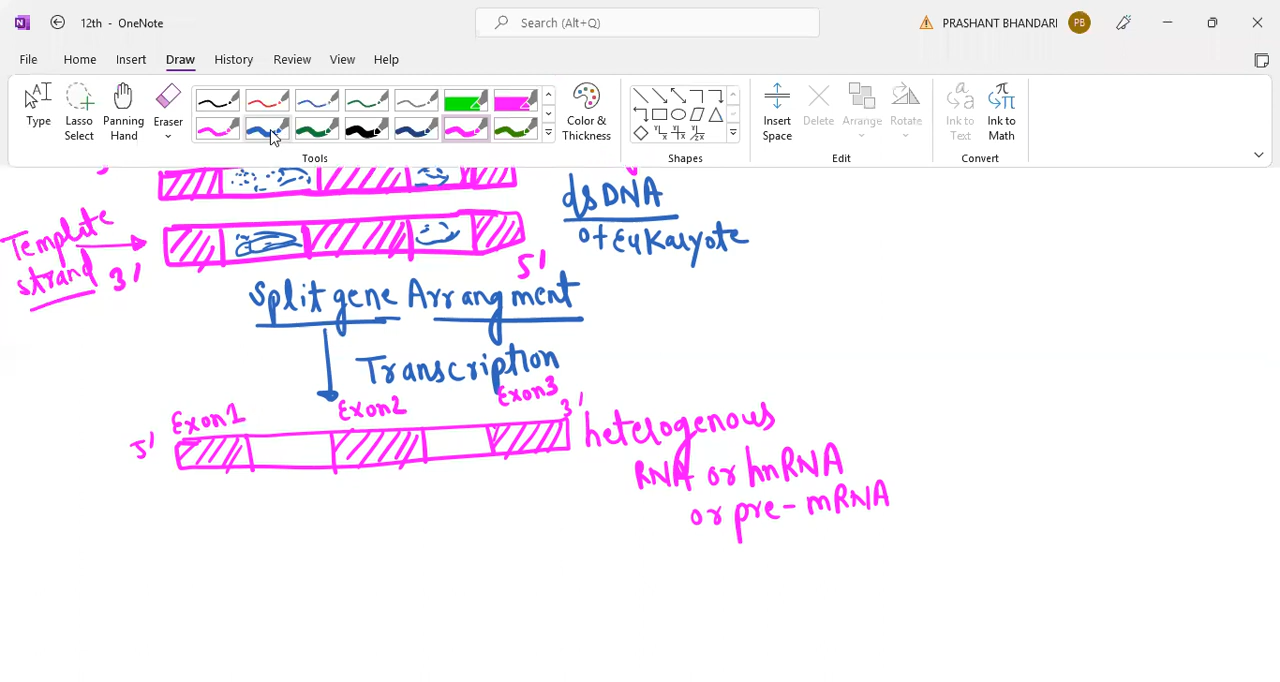 12th - OneNote
Search (Alt+Q)
PRASHANT BHANDARI
PB
File Home Insert Draw History Review View Help
Type
Lasso Select
Panning Hand
Eraser
Color & Thickness
Insert Space
Delete
Arrange
Rotate
Ink to Text
Ink to Math
Tools
Shapes
Edit
Convert
dsDNA
of Eukaryote
Template
strand 3'
5'
Split gene Arrangment
Transcription
Exon1 Exon2 Exon3
5' 3'
heterogenous
RNA or hnRNA
or pre-mRNA